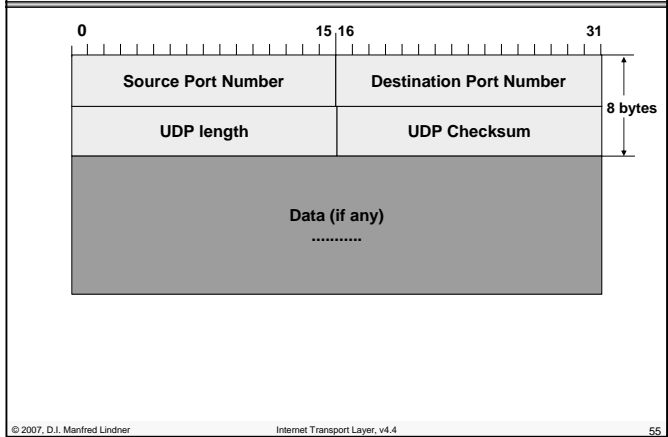 0 15 16 31
Source Port Number Destination Port Number
8 bytes
UDP length UDP Checksum
Data (if any)
...........
© 2007, D.I. Manfred Lindner Internet Transport Layer, v4.4 55